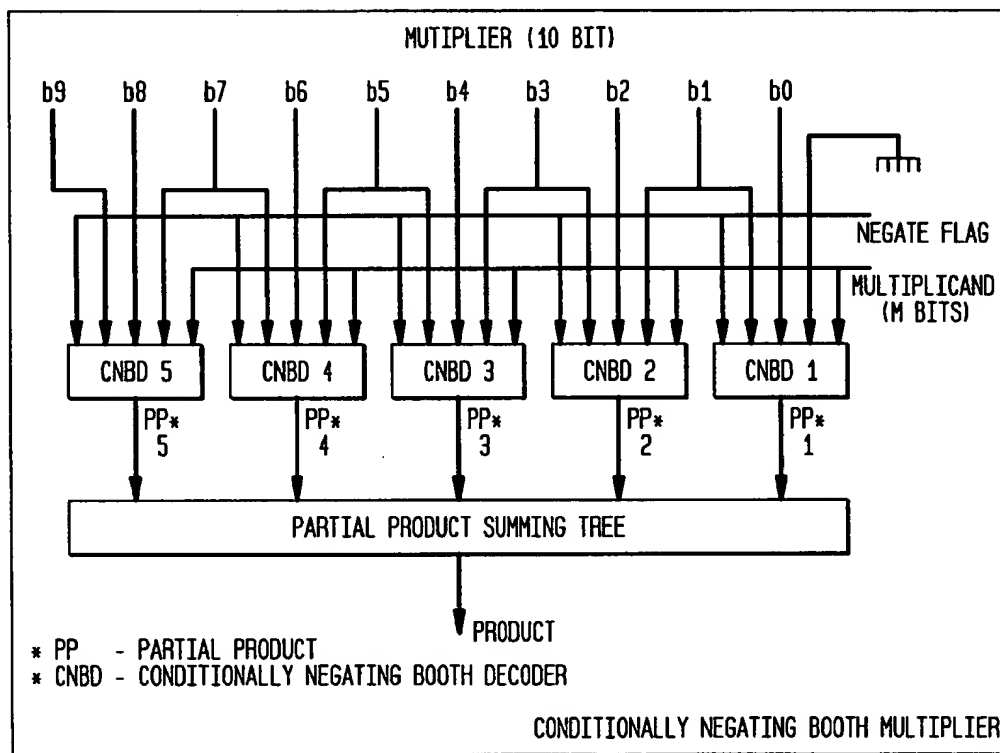 MUTIPLIER (10 BIT)
b9 b8 b7 b6 b5 b4 b3 b2 b1 b0
NEGATE FLAG
MULTIPLICAND
(M BITS)
CNBD 5 CNBD 4 CNBD 3 CNBD 2 CNBD 1
PP* PP* PP* PP* PP*
5 4 3 2 1
PARTIAL PRODUCT SUMMING TREE
PRODUCT
* PP - PARTIAL PRODUCT
* CNBD - CONDITIONALLY NEGATING BOOTH DECODER
CONDITIONALLY NEGATING BOOTH MULTIPLIER